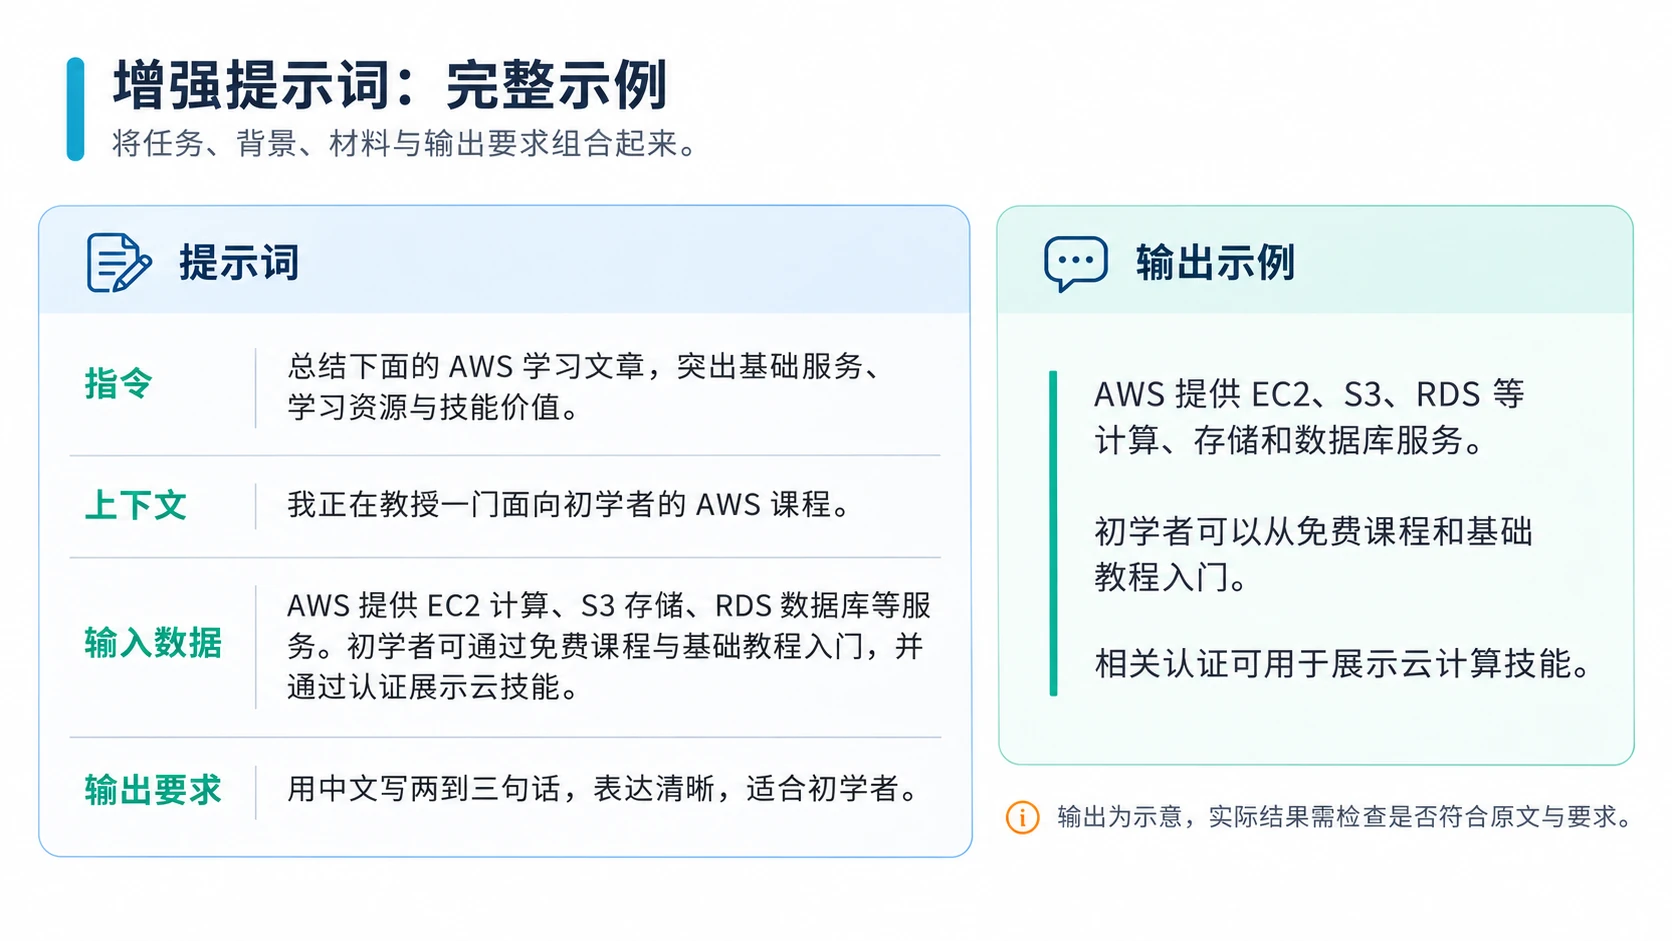 增强提示词：完整示例
将任务、背景、材料与输出要求组合起来。
提示词
指令
总结下面的 AWS 学习文章，突出基础服务、
学习资源与技能价值。
上下文
我正在教授一门面向初学者的 AWS 课程。
输入数据
AWS 提供 EC2 计算、S3 存储、RDS 数据库等服
务。初学者可通过免费课程与基础教程入门，并
通过认证展示云技能。
输出要求
用中文写两到三句话，表达清晰，适合初学者。
输出示例
AWS 提供 EC2、S3、RDS 等
计算、存储和数据库服务。
初学者可以从免费课程和基础
教程入门。
相关认证可用于展示云计算技能。
输出为示意，实际结果需检查是否符合原文与要求。